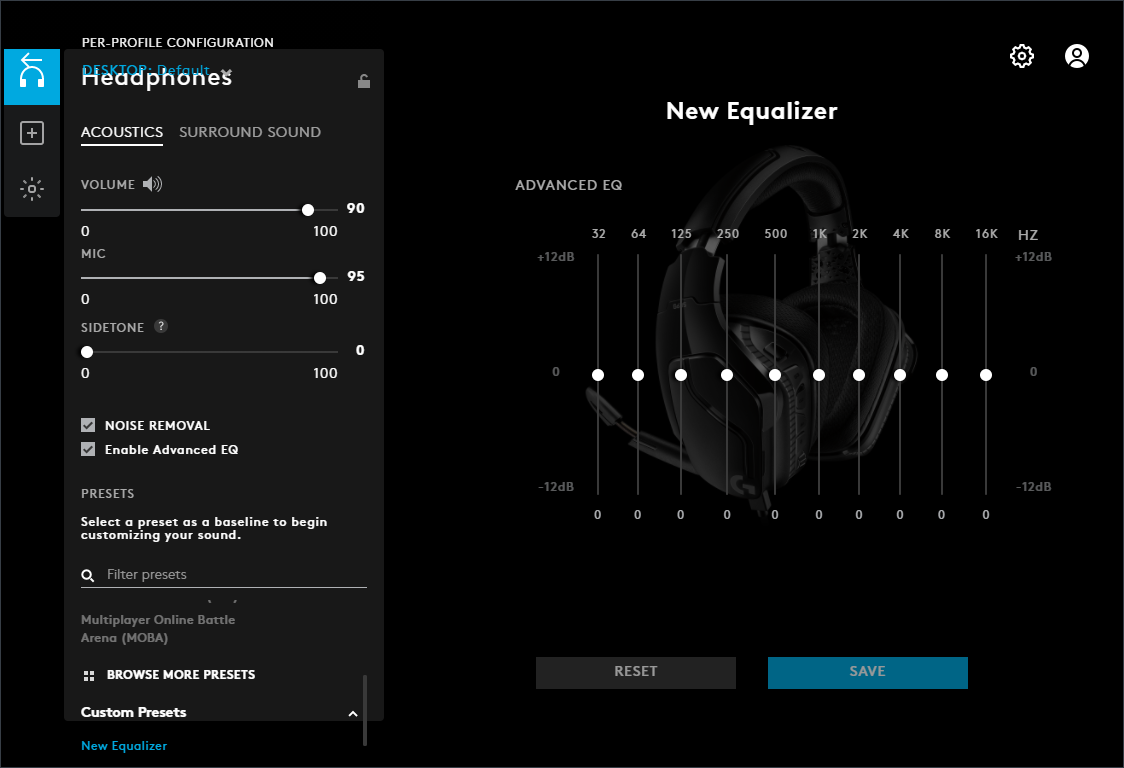 PER-PROFILE CONFIGURATION
DESKTOP: Default
Headphones
ACOUSTICS SURROUND SOUND
VOLUME
90
0 100
MIC
95
0 100
SIDETONE ?
0
0 100
NOISE REMOVAL
Enable Advanced EQ
PRESETS
Select a preset as a baseline to begin
customizing your sound.
Filter presets
Multiplayer Online Battle
Arena (MOBA)
BROWSE MORE PRESETS
Custom Presets
New Equalizer
New Equalizer
ADVANCED EQ
32 64 125 250 500 1K 2K 4K 8K 16K HZ
+12dB +12dB
0 0
-12dB -12dB
0 0 0 0 0 0 0 0 0 0
RESET SAVE